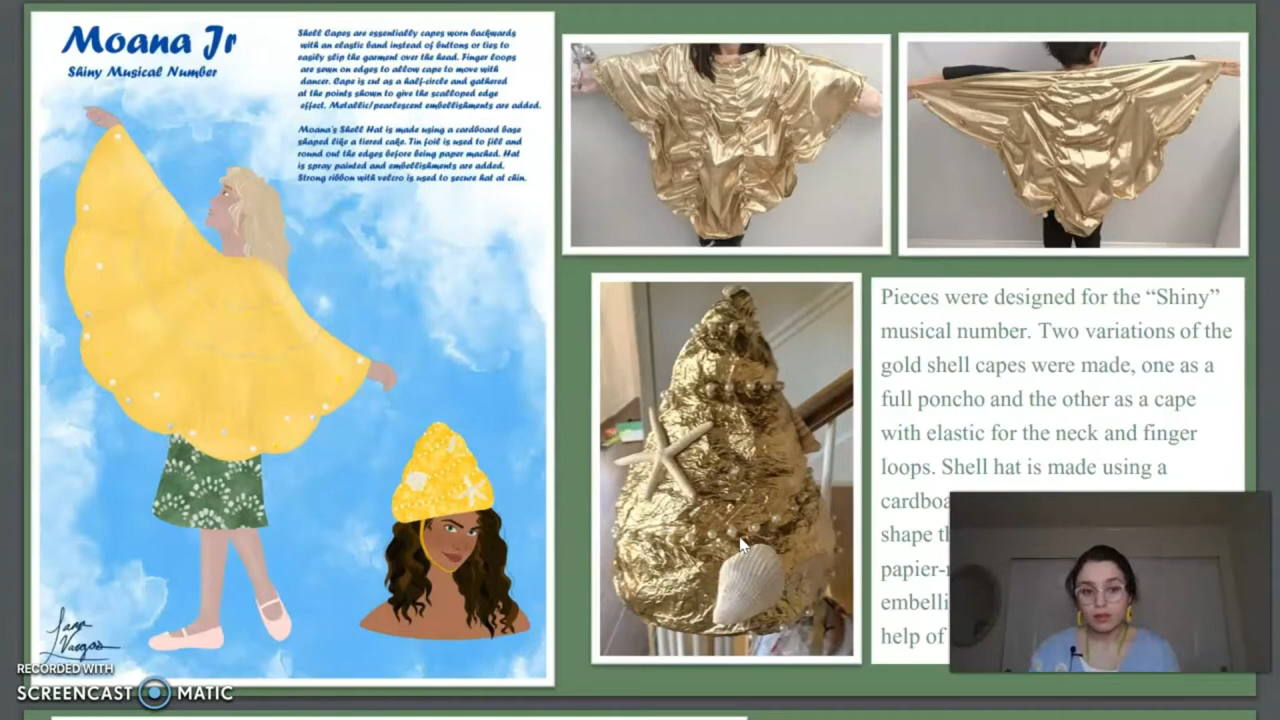 Moana Jr
Shiny Musical Number
Shell Capes are essentially capes worn backwards
with an elastic band instead of buttons or ties to
easily slip the garment over the head. Finger loops
are sewn on edges to allow cape to move with
dancer. Cape is cut as a half-circle and gathered
at the points shown to give the scalloped edge
effect. Metallic/pearlescent embellishments are added.
Moana's Shell Hat is made using a cardboard base
shaped like a tiered cake. Tin foil is used to fill and
round out the edges before being paper mached. Hat
is spray painted and embellishments are added.
Strong ribbon with velcro is used to secure hat at chin.
Pieces were designed for the “Shiny”
musical number. Two variations of the
gold shell capes were made, one as a
full poncho and the other as a cape
with elastic for the neck and finger
loops. Shell hat is made using a
shape
help of
RECORDED WITH
SCREENCAST MATIC